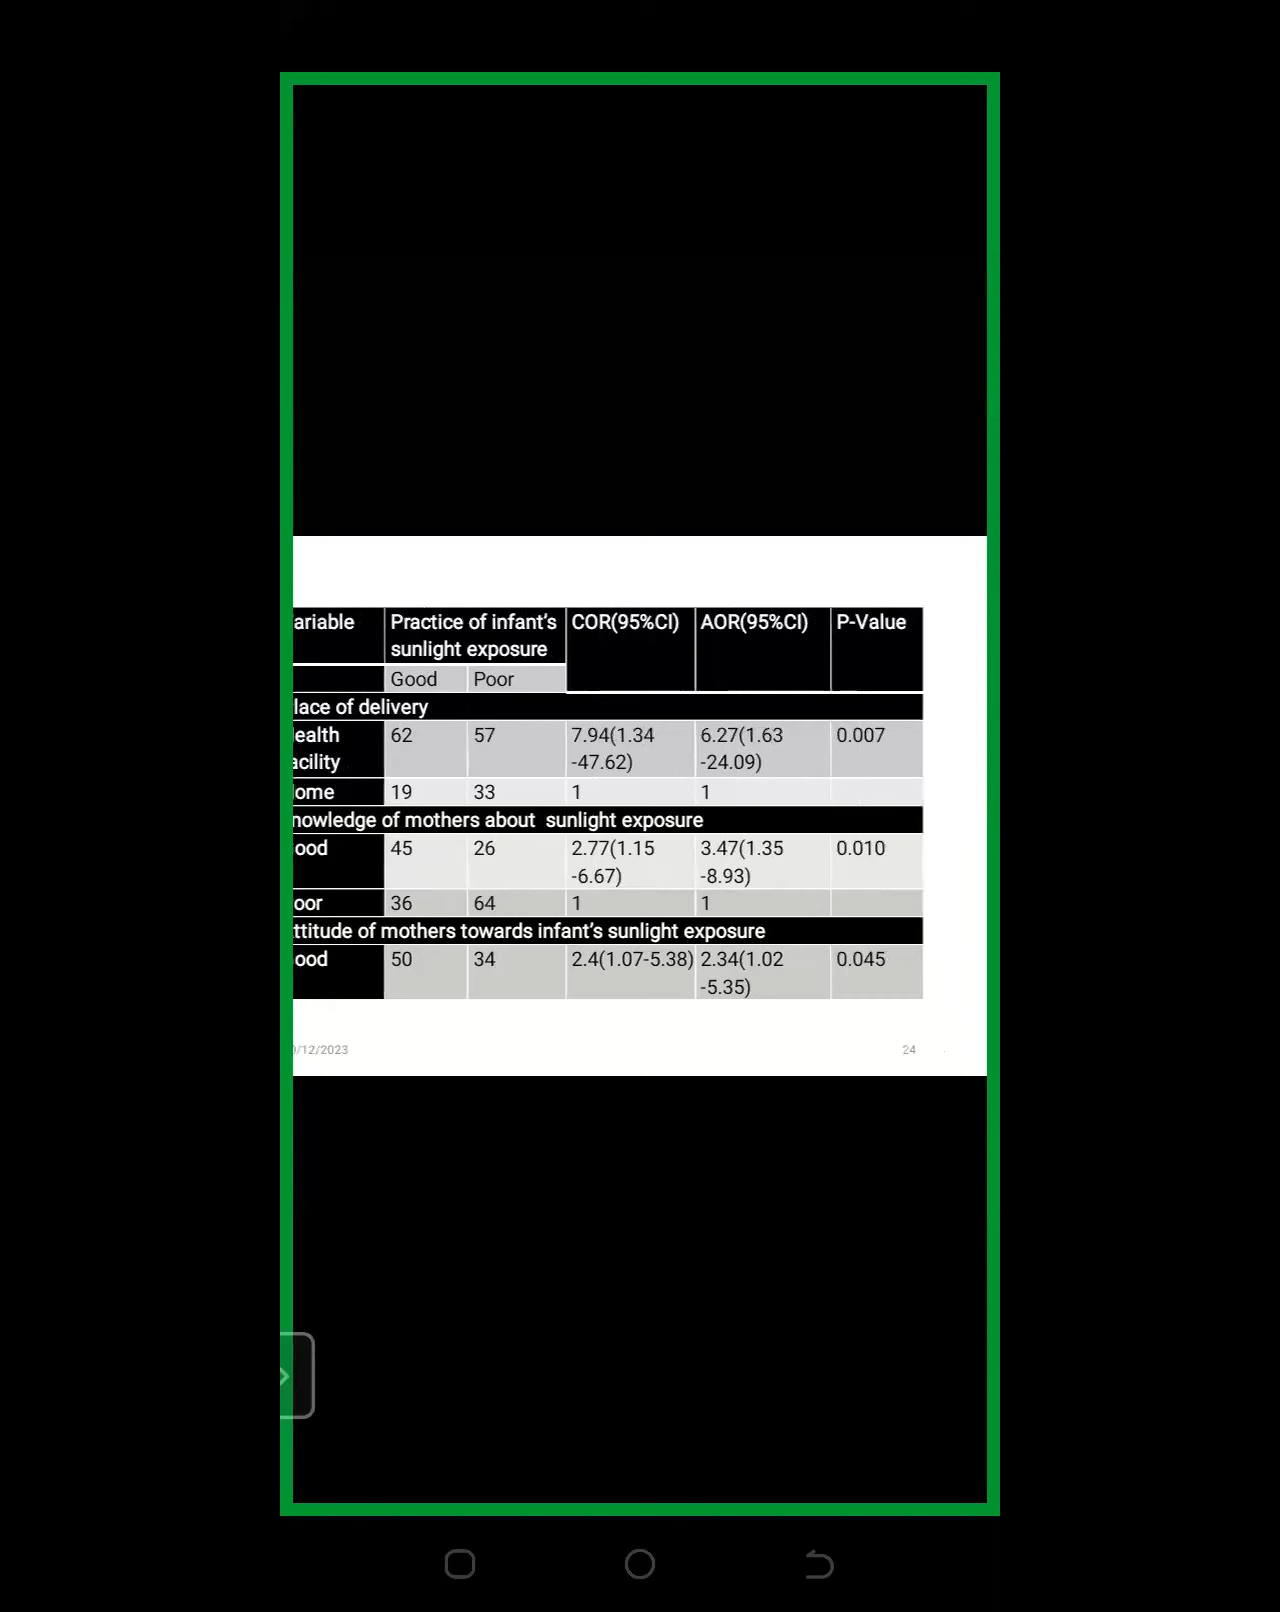 ariable Practice of infant's COR(95%CI) AOR(95%CI) P-Value
sunlight exposure
Good Poor
lace of delivery
ealth 62 57 7.94(1.34 6.27(1.63 0.007
acility -47.62) -24.09)
ome 19 33 1 1
nowledge of mothers about sunlight exposure
ood 45 26 2.77(1.15 3.47(1.35 0.010
-6.67) -8.93)
oor 36 64 1 1
ttitude of mothers towards infant's sunlight exposure
ood 50 34 2.4(1.07-5.38) 2.34(1.02 0.045
-5.35)
/12/2023 24